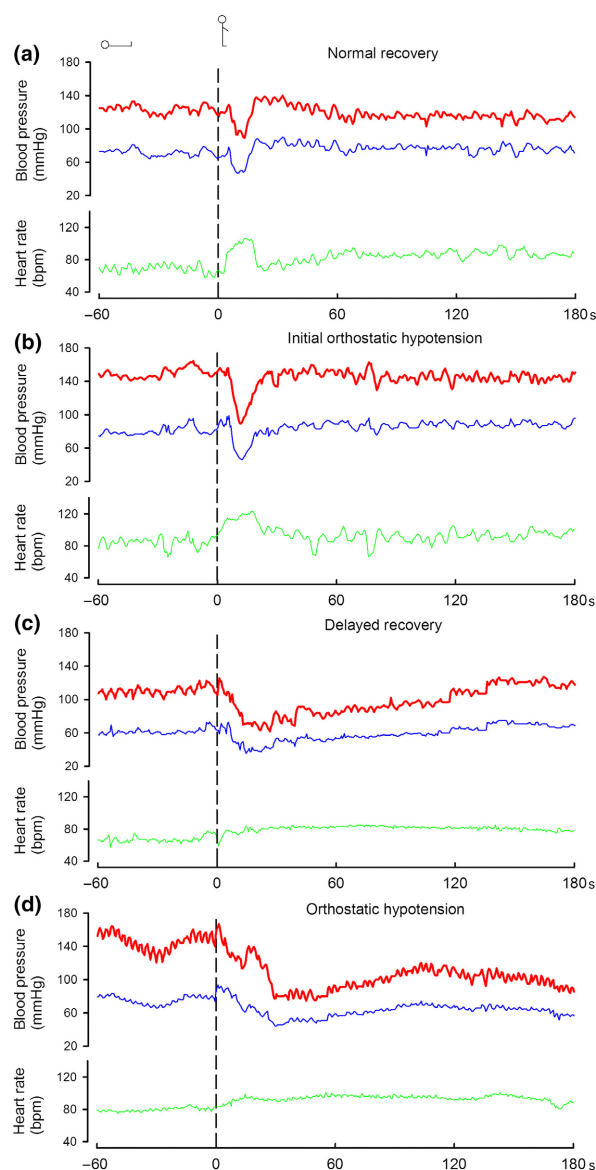 (a) Normal recovery
Blood pressure
(mmHg)
180
140
100
60
20
Heart rate
(bpm)
120
80
40
−60 0 60 120 180 s
(b) Initial orthostatic hypotension
Blood pressure
(mmHg)
180
140
100
60
20
Heart rate
(bpm)
120
80
40
−60 0 60 120 180 s
(c) Delayed recovery
Blood pressure
(mmHg)
180
140
100
60
20
Heart rate
(bpm)
120
80
40
−60 0 60 120 180 s
(d) Orthostatic hypotension
Blood pressure
(mmHg)
180
140
100
60
20
Heart rate
(bpm)
120
80
40
−60 0 60 120 180 s